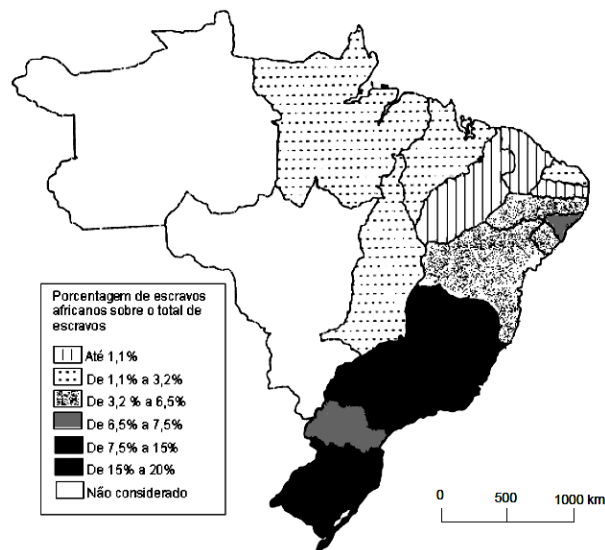 Porcentagem de escravos
africanos sobre o total de
escravos
Até 1,1%
De 1,1% a 3,2%
De 3,2 % a 6,5%
De 6,5% a 7,5%
De 7,5% a 15%
De 15% a 20%
Não considerado
0 500 1000 km